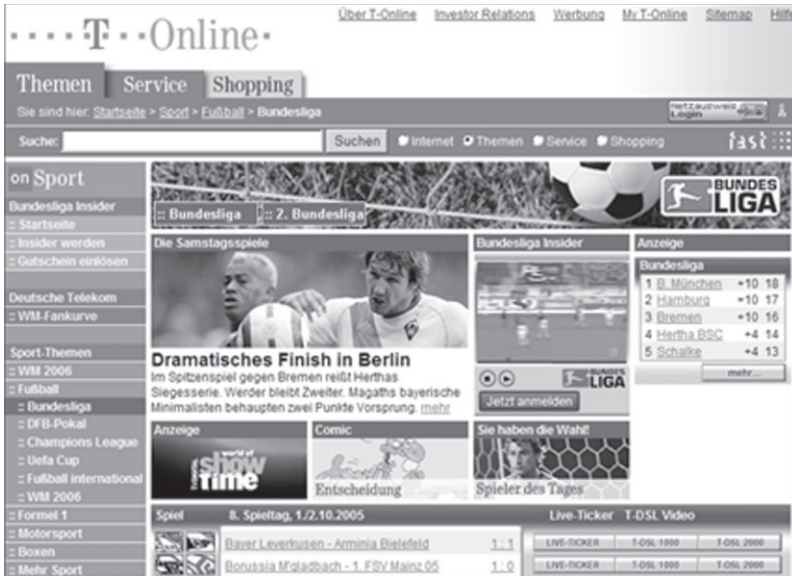 Über T-Online Investor Relations Werbung My T-Online Sitemap Hilfe
T Online
Themen Service Shopping
Sie sind hier: Startseite > Sport > Fußball > Bundesliga
Netzausweis Login
Suche: Suchen Internet Themen Service Shopping fast
on Sport
Bundesliga Insider
:: Startseite
:: Insider werden
:: Gutschein einlösen
Deutsche Telekom
:: WM-Fankurve
Sport-Themen
:: WM 2006
:: Fußball
:: Bundesliga
:: DFB-Pokal
:: Champions League
:: Uefa Cup
:: Fußball international
:: WM 2006
:: Formel 1
:: Motorsport
:: Boxen
:: Mehr Sport
:: Bundesliga :: 2. Bundesliga
BUNDES
LIGA
Die Samstagsspiele
Dramatisches Finish in Berlin
Im Spitzenspiel gegen Bremen reißt Herthas
Siegesserie. Werder bleibt Zweiter. Magaths bayerische
Minimalisten behaupten zwei Punkte Vorsprung. mehr
Bundesliga Insider
LIGA
Jetzt anmelden
Anzeige
Bundesliga
1 B. München +10 18
2 Hamburg +10 17
3 Bremen +10 16
4 Hertha BSC +4 14
5 Schalke +4 13
mehr...
Anzeige
world of
show
TIME
Comic
Entscheidung
Sie haben die Wahl!
Spieler des Tages
Spiel 8. Spieltag, 1./2.10.2005 Live-Ticker T-DSL Video
Bayer Leverkusen - Arminia Bielefeld 1 : 1 LIVE-TICKER T-DSL 1000 T-DSL 2000
Borussia M'gladbach - 1. FSV Mainz 05 1 : 0 LIVE-TICKER T-DSL 1000 T-DSL 2000